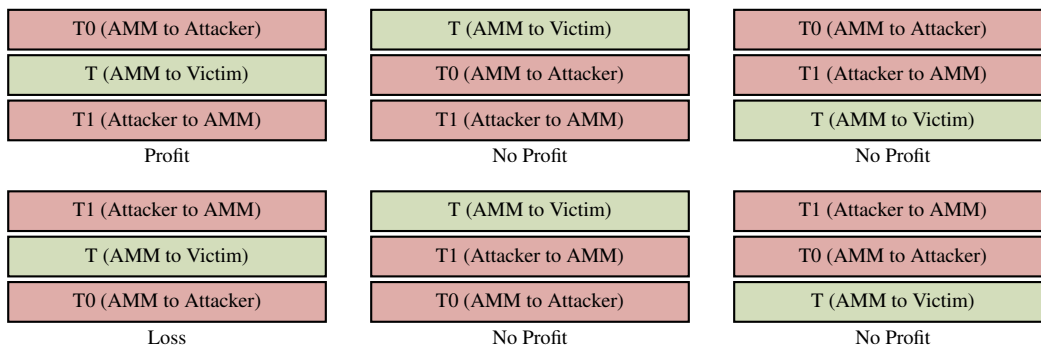 T0 (AMM to Attacker)
T (AMM to Victim)
T1 (Attacker to AMM)
Profit
T (AMM to Victim)
T0 (AMM to Attacker)
T1 (Attacker to AMM)
No Profit
T0 (AMM to Attacker)
T1 (Attacker to AMM)
T (AMM to Victim)
No Profit
T1 (Attacker to AMM)
T (AMM to Victim)
T0 (AMM to Attacker)
Loss
T (AMM to Victim)
T1 (Attacker to AMM)
T0 (AMM to Attacker)
No Profit
T1 (Attacker to AMM)
T0 (AMM to Attacker)
T (AMM to Victim)
No Profit